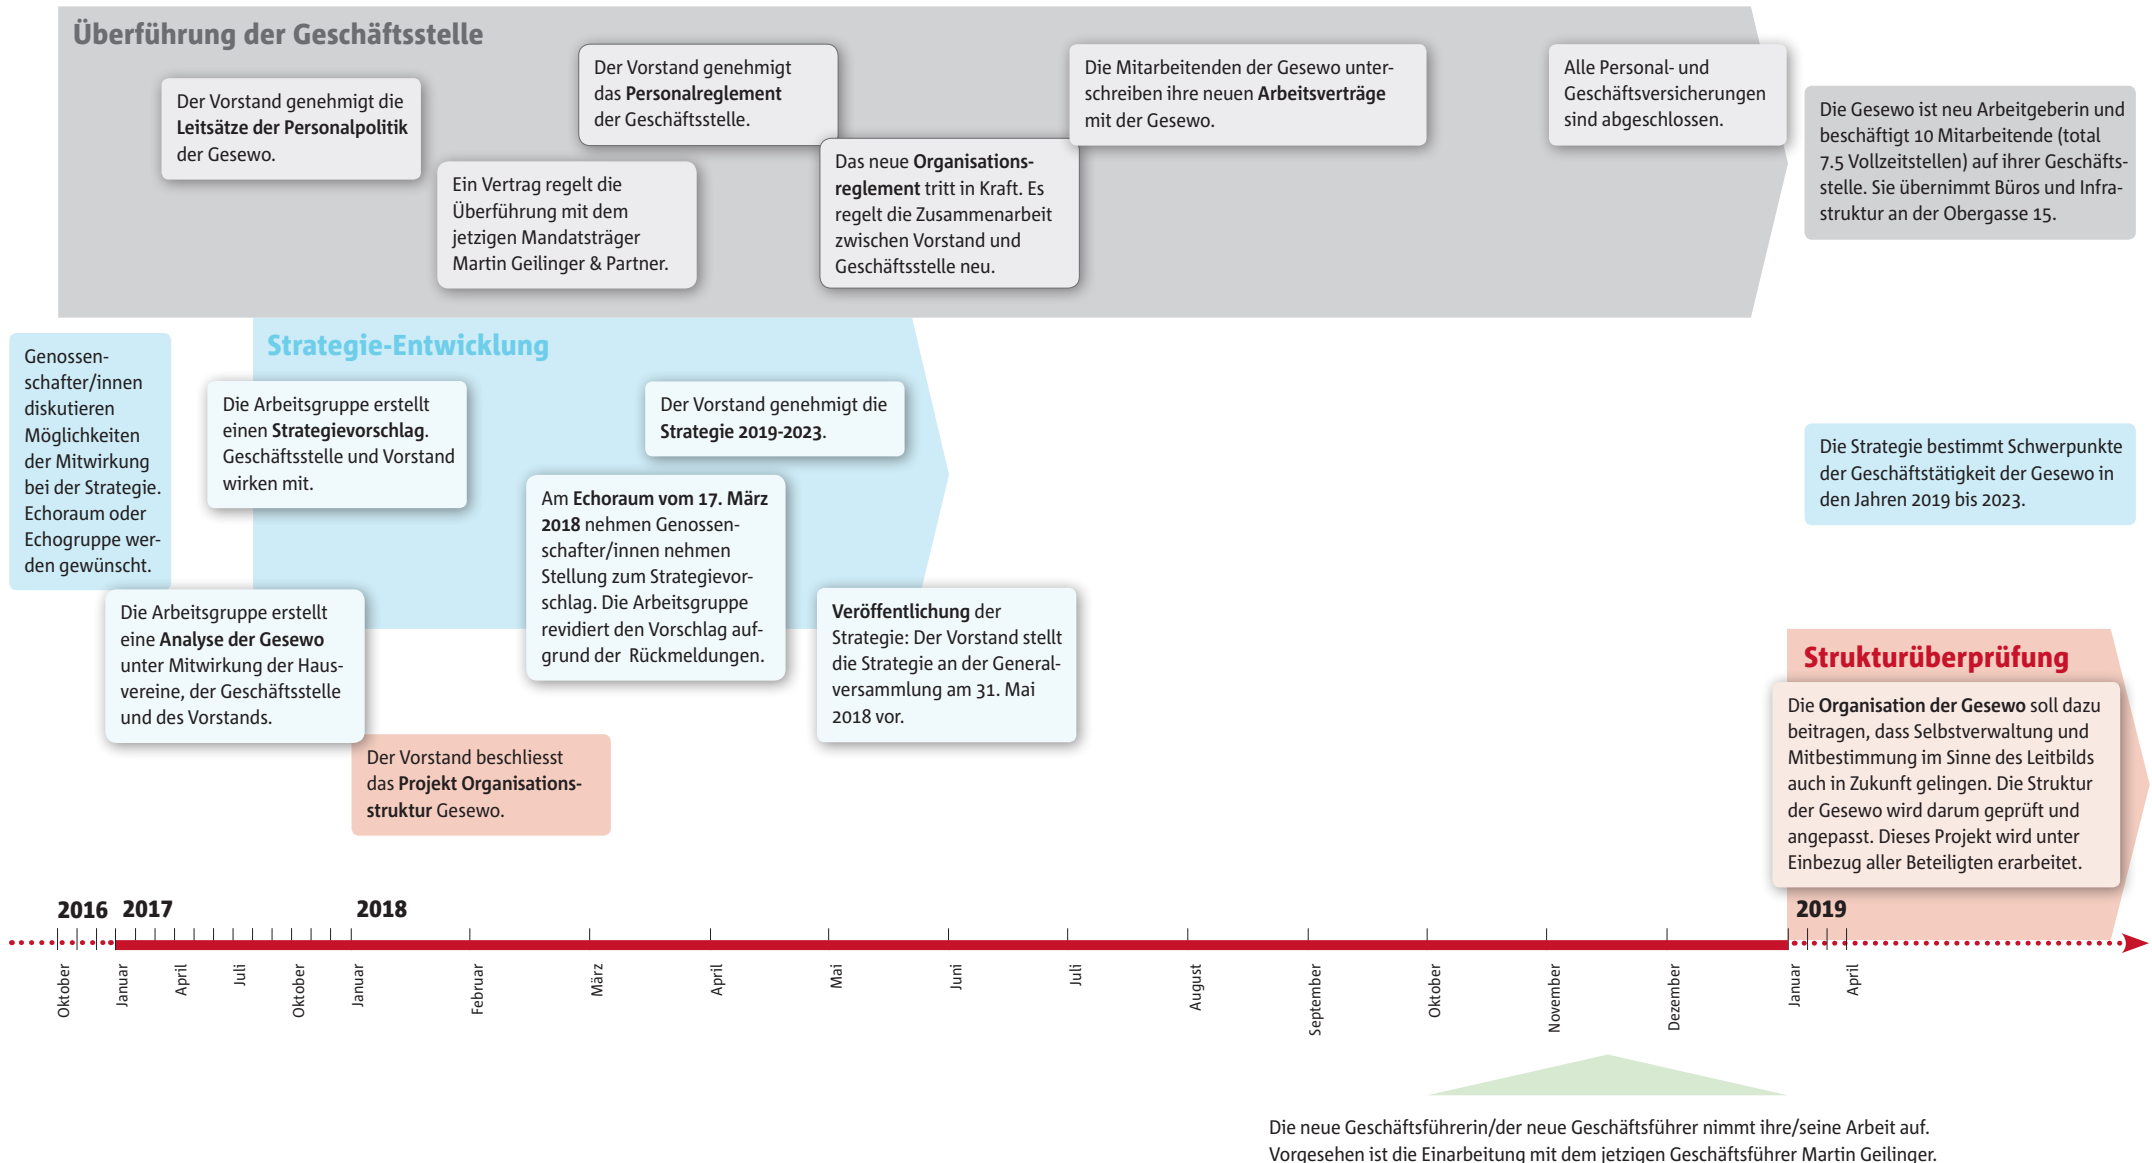 Überführung der Geschäftsstelle
Der Vorstand genehmigt die
Leitsätze der Personalpolitik
der Gesewo.
Ein Vertrag regelt die
Überführung mit dem
jetzigen Mandatsträger
Martin Geilinger & Partner.
Der Vorstand genehmigt
das Personalreglement
der Geschäftsstelle.
Das neue Organisations-
reglement tritt in Kraft. Es
regelt die Zusammenarbeit
zwischen Vorstand und
Geschäftsstelle neu.
Die Mitarbeitenden der Gesewo unter-
schreiben ihre neuen Arbeitsverträge
mit der Gesewo.
Alle Personal- und
Geschäftsversicherungen
sind abgeschlossen.
Die Gesewo ist neu Arbeitgeberin und
beschäftigt 10 Mitarbeitende (total
7.5 Vollzeitstellen) auf ihrer Geschäfts-
stelle. Sie übernimmt Büros und Infra-
struktur an der Obergasse 15.
Genossen-
schafter/innen
diskutieren
Möglichkeiten
der Mitwirkung
bei der Strategie.
Echoraum oder
Echogruppe wer-
den gewünscht.
Strategie-Entwicklung
Die Arbeitsgruppe erstellt
einen Strategievorschlag.
Geschäftsstelle und Vorstand
wirken mit.
Der Vorstand genehmigt die
Strategie 2019-2023.
Am Echoraum vom 17. März
2018 nehmen Genossen-
schafter/innen nehmen
Stellung zum Strategievor-
schlag. Die Arbeitsgruppe
revidiert den Vorschlag auf-
grund der Rückmeldungen.
Die Strategie bestimmt Schwerpunkte
der Geschäftstätigkeit der Gesewo in
den Jahren 2019 bis 2023.
Die Arbeitsgruppe erstellt
eine Analyse der Gesewo
unter Mitwirkung der Haus-
vereine, der Geschäftsstelle
und des Vorstands.
Veröffentlichung der
Strategie: Der Vorstand stellt
die Strategie an der General-
versammlung am 31. Mai
2018 vor.
Der Vorstand beschliesst
das Projekt Organisations-
struktur Gesewo.
Strukturüberprüfung
Die Organisation der Gesewo soll dazu
beitragen, dass Selbstverwaltung und
Mitbestimmung im Sinne des Leitbilds
auch in Zukunft gelingen. Die Struktur
der Gesewo wird darum geprüft und
angepasst. Dieses Projekt wird unter
Einbezug aller Beteiligten erarbeitet.
2016 2017 2018 2019
Oktober
Januar
April
Juli
Oktober
Januar
Februar
März
April
Mai
Juni
Juli
August
September
Oktober
November
Dezember
Januar
April
Die neue Geschäftsführerin/der neue Geschäftsführer nimmt ihre/seine Arbeit auf.
Vorgesehen ist die Einarbeitung mit dem jetzigen Geschäftsführer Martin Geilinger.